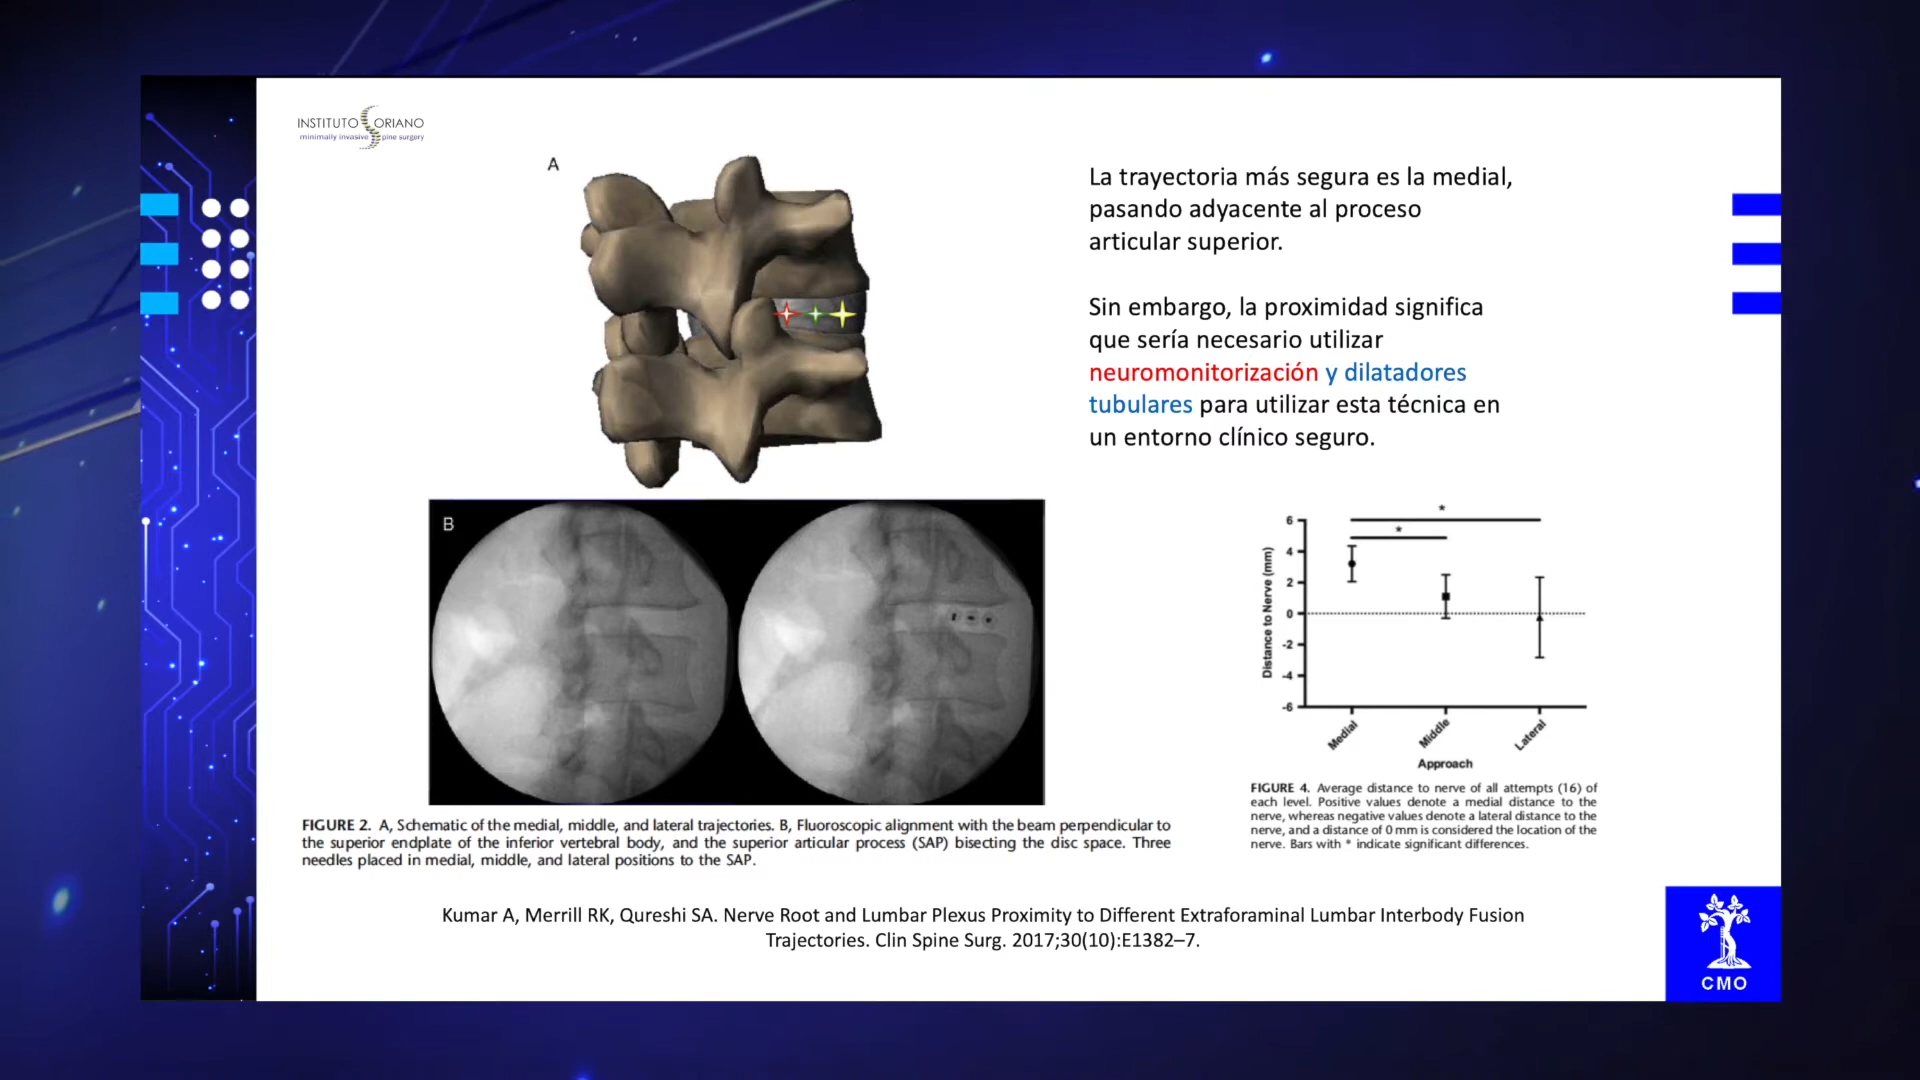 INSTITUTO SORIANO
minimally invasive spine surgery
A
La trayectoria más segura es la medial,
pasando adyacente al proceso
articular superior.
Sin embargo, la proximidad significa
que sería necesario utilizar
neuromonitorización y dilatadores
tubulares para utilizar esta técnica en
un entorno clínico seguro.
B
* 
*
6
4
2
0
-2
-4
-6
Distance to Nerve (mm)
Medial
Middle
Lateral
Approach
FIGURE 2. A, Schematic of the medial, middle, and lateral trajectories. B, Fluoroscopic alignment with the beam perpendicular to
the superior endplate of the inferior vertebral body, and the superior articular process (SAP) bisecting the disc space. Three
needles placed in medial, middle, and lateral positions to the SAP.
FIGURE 4. Average distance to nerve of all attempts (16) of
each level. Positive values denote a medial distance to the
nerve, whereas negative values denote a lateral distance to the
nerve, and a distance of 0 mm is considered the location of the
nerve. Bars with * indicate significant differences.
Kumar A, Merrill RK, Qureshi SA. Nerve Root and Lumbar Plexus Proximity to Different Extraforaminal Lumbar Interbody Fusion
Trajectories. Clin Spine Surg. 2017;30(10):E1382–7.
CMO